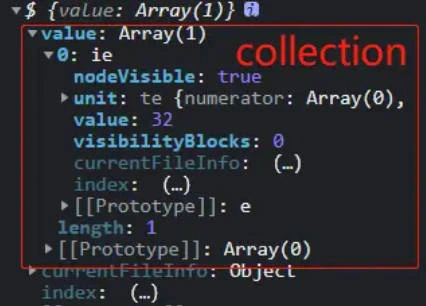 ▼ $ {value: Array(1)} i
▼ value: Array(1)
collection
▼ 0: ie
nodeVisible: true
▶ unit: te {numerator: Array(0),
value: 32
visibilityBlocks: 0
currentFileInfo: (…)
index: (…)
▶ [[Prototype]]: e
length: 1
▶ [[Prototype]]: Array(0)
▶ currentFileInfo: Object
index: (…)